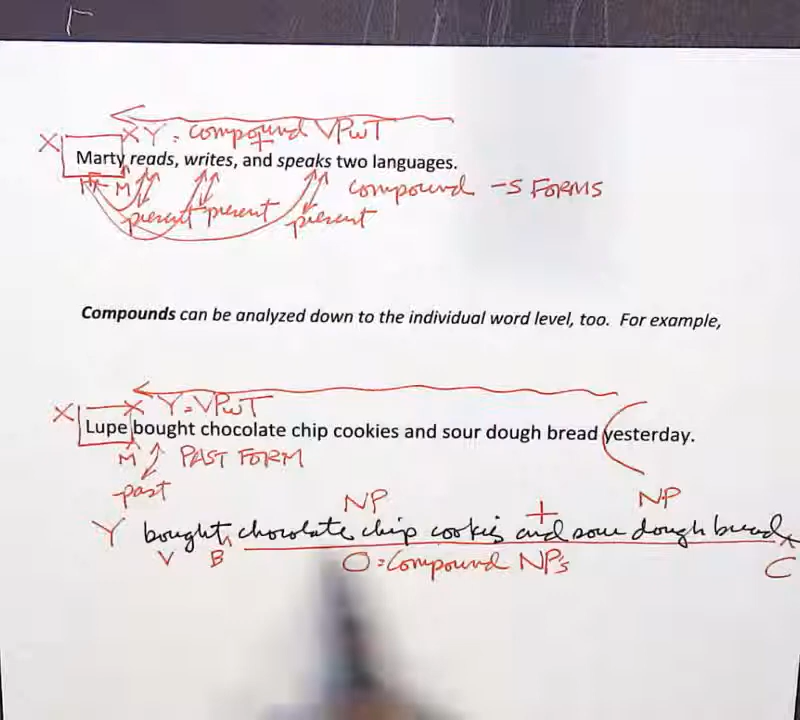 X X Y = compound VPwT
+
Marty reads, writes, and speaks two languages.
M compound -S FORMS
present present present
Compounds can be analyzed down to the individual word level, too. For example,
X X Y = VPwT
Lupe bought chocolate chip cookies and sour dough bread yesterday.
M PAST FORM
past
NP + NP
Y bought chocolate chip cookies and sour dough bread
V B O = Compound NP's C